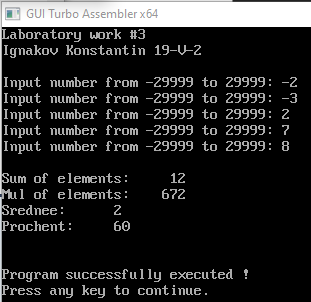 GUI Turbo Assembler x64
Laboratory work #3
Ignakov Konstantin 19-V-2
Input number from -29999 to 29999: -2
Input number from -29999 to 29999: -3
Input number from -29999 to 29999: 2
Input number from -29999 to 29999: 7
Input number from -29999 to 29999: 8
Sum of elements: 12
Mul of elements: 672
Srednee: 2
Prochent: 60
Program successfully executed !
Press any key to continue.